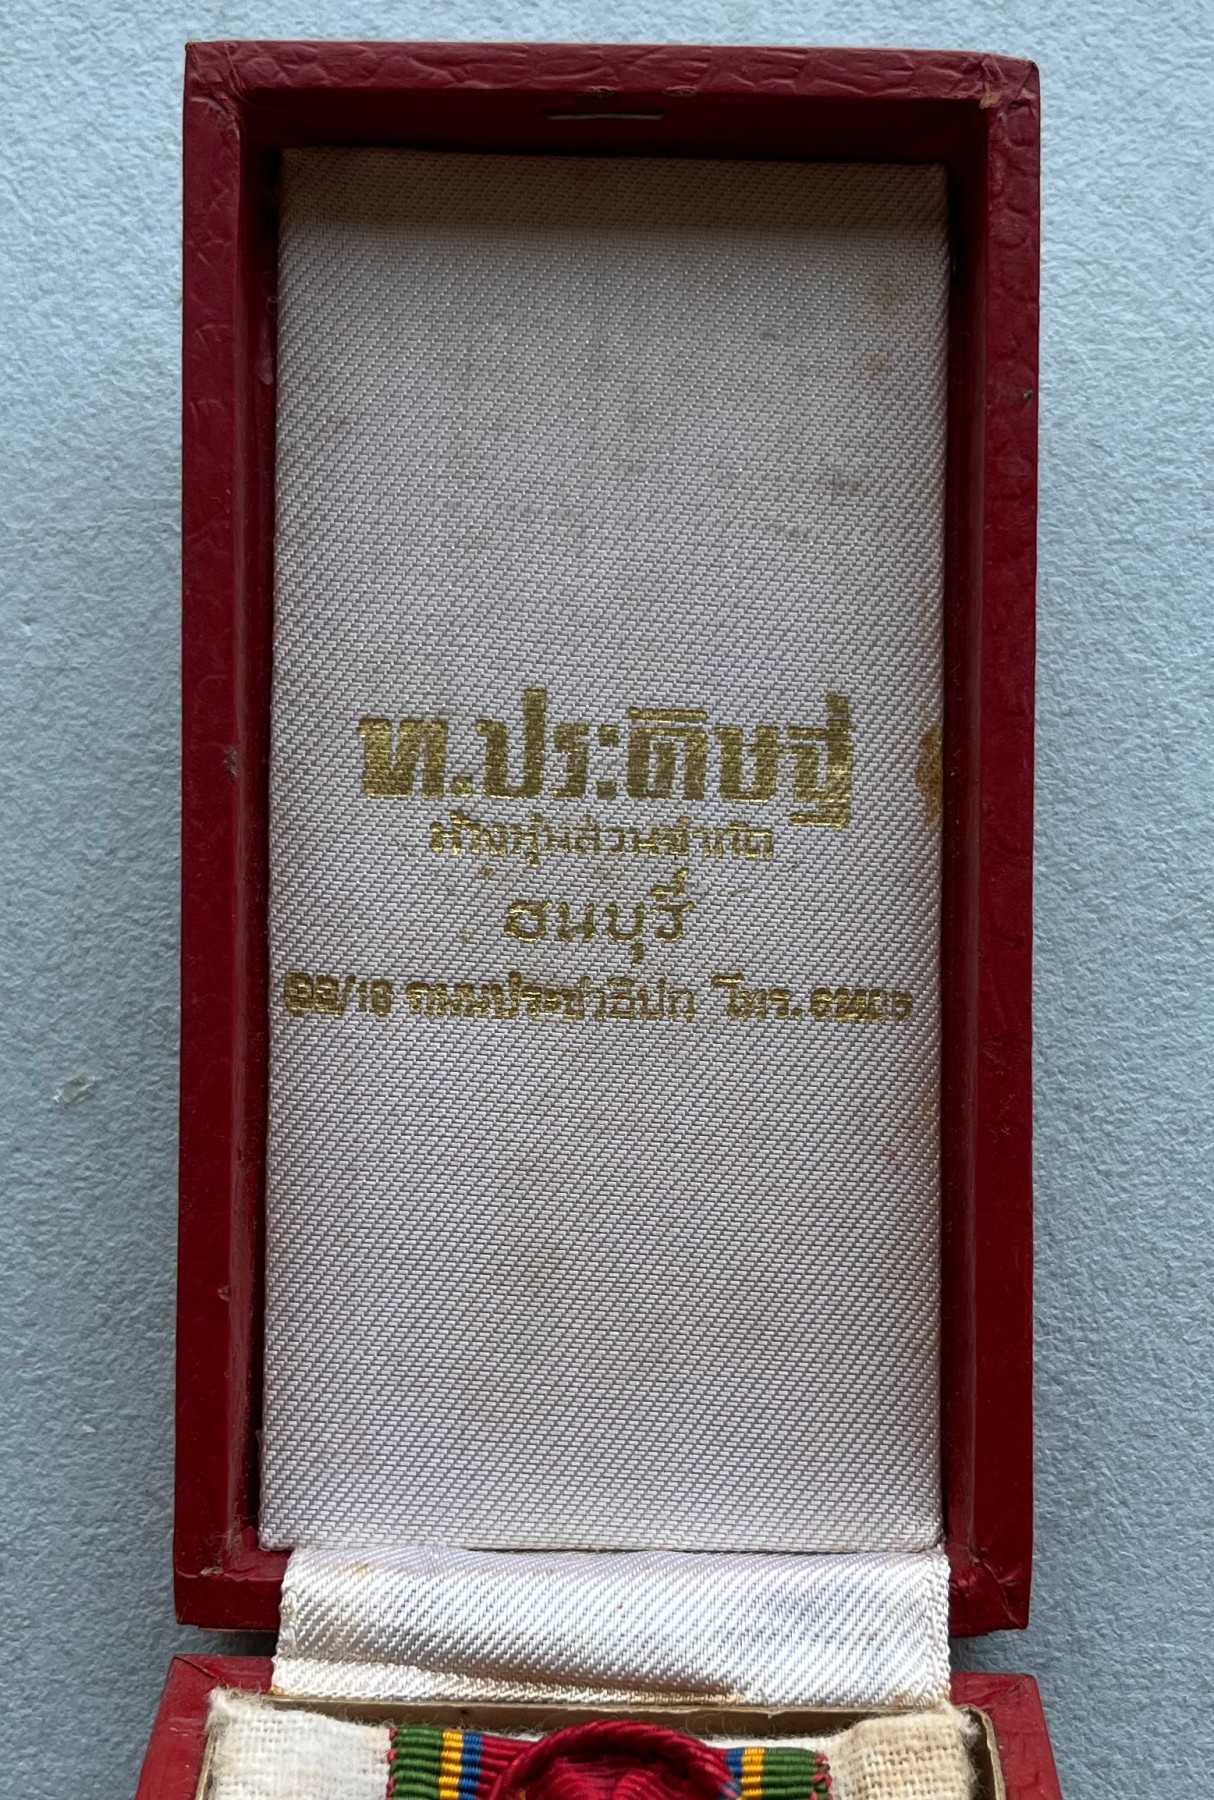 ท.ประดิษฐ์
ห้างหุ้นส่วนจำกัด
ธนบุรี
ถนนประชาธิปก โทร.